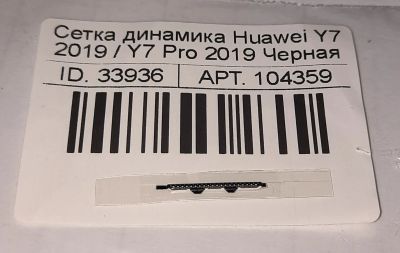 Сетка динамика Huawei Y7
2019 / Y7 Pro 2019 Черная
ID. 33936 АРТ. 104359